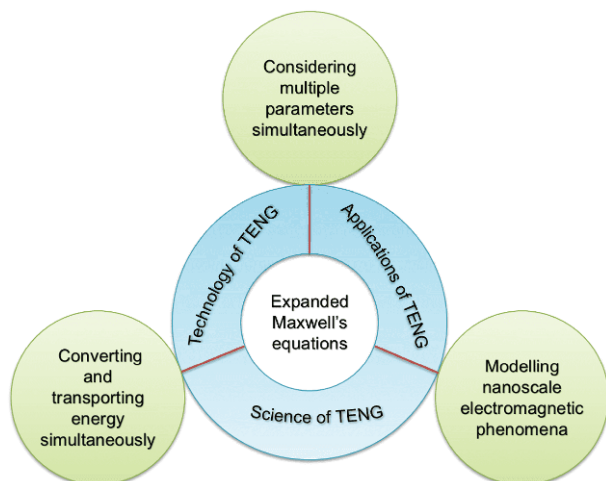 Considering
multiple
parameters
simultaneously
Technology of TENG
Applications of TENG
Expanded
Maxwell's
equations
Science of TENG
Converting
and
transporting
energy
simultaneously
Modelling
nanoscale
electromagnetic
phenomena